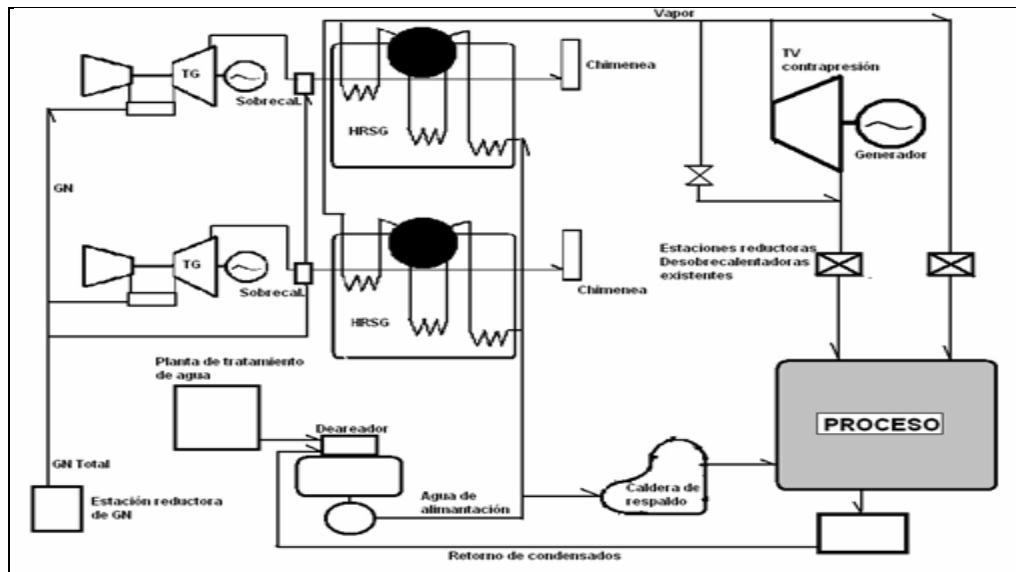 Vapor
TV
contrapresión
Chimenea
TG
Sobrecal.
HRSG
Generador
GN
Estaciones reductoras
Desobrecalentadoras
existentes
TG
Sobrecal.
Chimenea
HRSG
Planta de tratamiento
de agua
Deareador
PROCESO
GN Total
Estación reductora
de GN
Agua de
alimantación
Caldera de
respaldo
Retorno de condensados